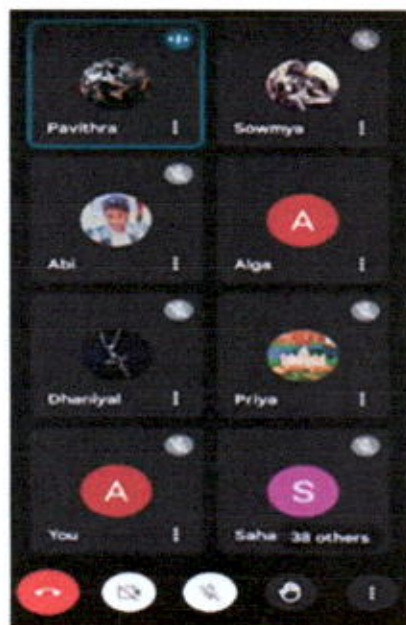 Pavithra
Sowmya
Abi
A
Alga
Dhaniyal
Priya
A
You
S
Saha 38 others